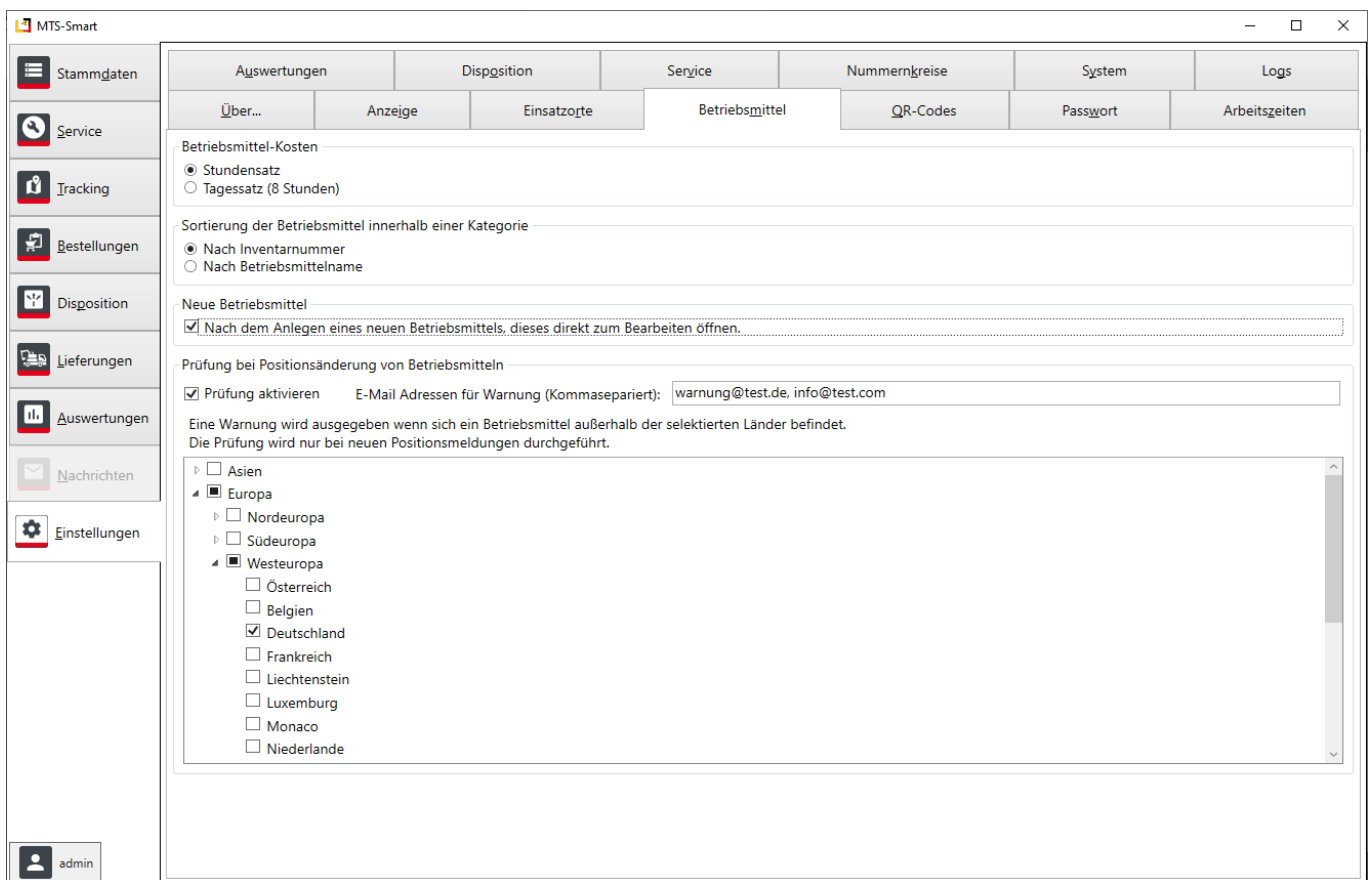 MTS-Smart
Stammdaten
Service
Tracking
Bestellungen
Disposition
Lieferungen
Auswertungen
Nachrichten
Einstellungen
admin
Auswertungen Disposition Service Nummernkreise System Logs
Über... Anzeige Einsatzorte Betriebsmittel QR-Codes Passwort Arbeitszeiten
Betriebsmittel-Kosten
Stundensatz
Tagessatz (8 Stunden)
Sortierung der Betriebsmittel innerhalb einer Kategorie
Nach Inventarnummer
Nach Betriebsmittelname
Neue Betriebsmittel
Nach dem Anlegen eines neuen Betriebsmittels, dieses direkt zum Bearbeiten öffnen.
Prüfung bei Positionsänderung von Betriebsmitteln
Prüfung aktivieren E-Mail Adressen für Warnung (Kommasepariert): warnung@test.de, info@test.com
Eine Warnung wird ausgegeben wenn sich ein Betriebsmittel außerhalb der selektierten Länder befindet.
Die Prüfung wird nur bei neuen Positionsmeldungen durchgeführt.
Asien
Europa
Nordeuropa
Südeuropa
Westeuropa
Österreich
Belgien
Deutschland
Frankreich
Liechtenstein
Luxemburg
Monaco
Niederlande